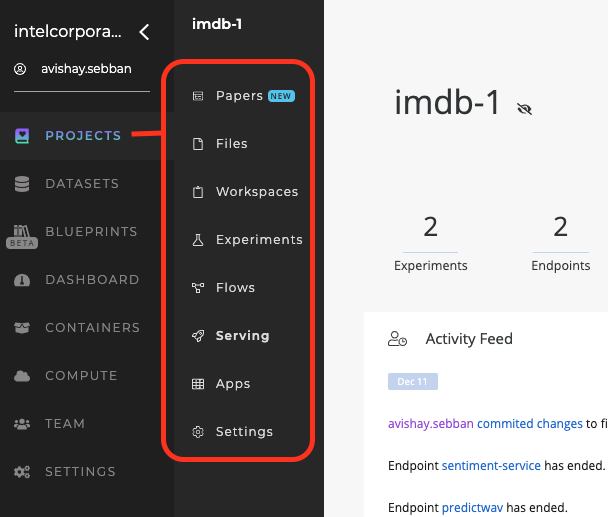 intelcorpora...
avishay.sebban
PROJECTS
DATASETS
BLUEPRINTS
BETA
DASHBOARD
CONTAINERS
COMPUTE
TEAM
SETTINGS
imdb-1
Papers NEW
Files
Workspaces
Experiments
Flows
Serving
Apps
Settings
imdb-1
2 2
Experiments Endpoints
Activity Feed
Dec 11
avishay.sebban commited changes to fi
Endpoint sentiment-service has ended.
Endpoint predictwav has ended.